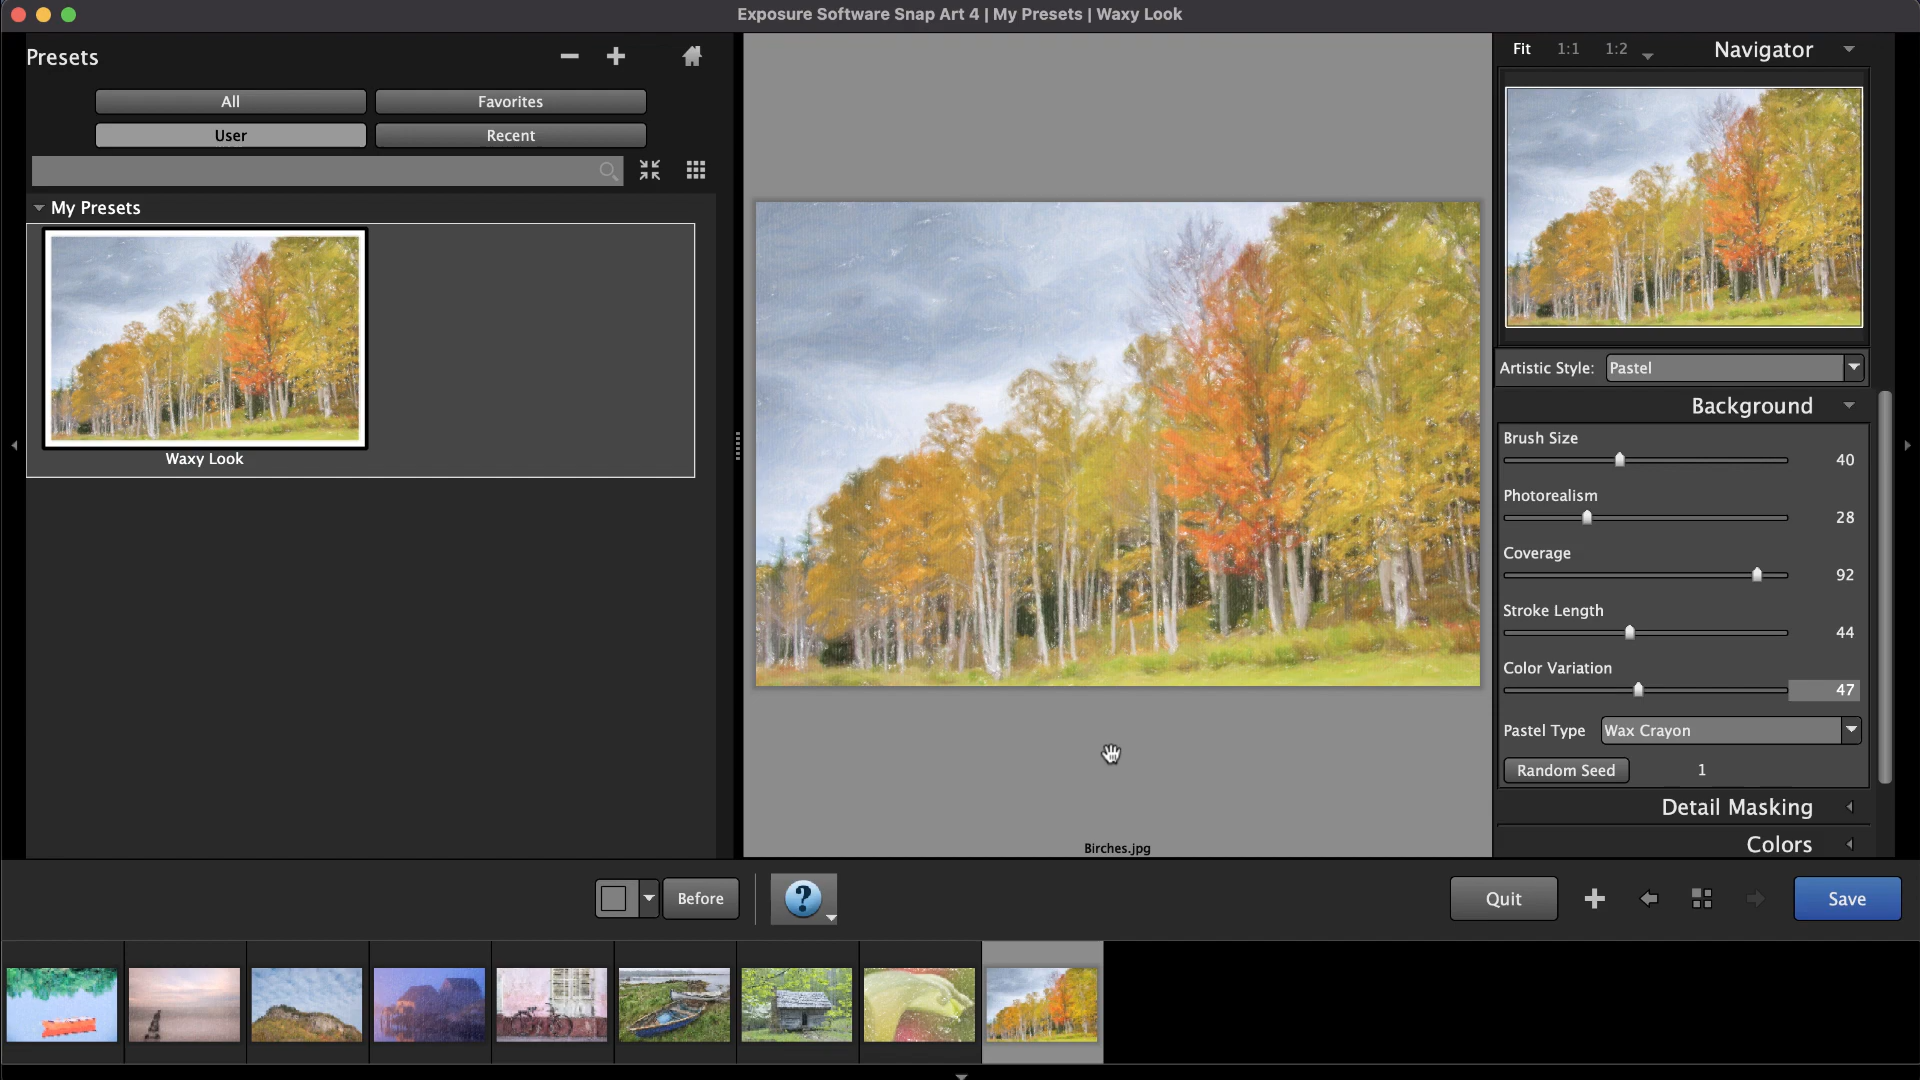 Exposure Software Snap Art 4 | My Presets | Waxy Look
Presets
All
Favorites
User
Recent
My Presets
Waxy Look
Birches.jpg
Fit 1:1 1:2 Navigator
Artistic Style: Pastel
Background
Brush Size
40
Photorealism
28
Coverage
92
Stroke Length
44
Color Variation
47
Pastel Type Wax Crayon
Random Seed 1
Detail Masking
Colors
Before
?
Quit
Save